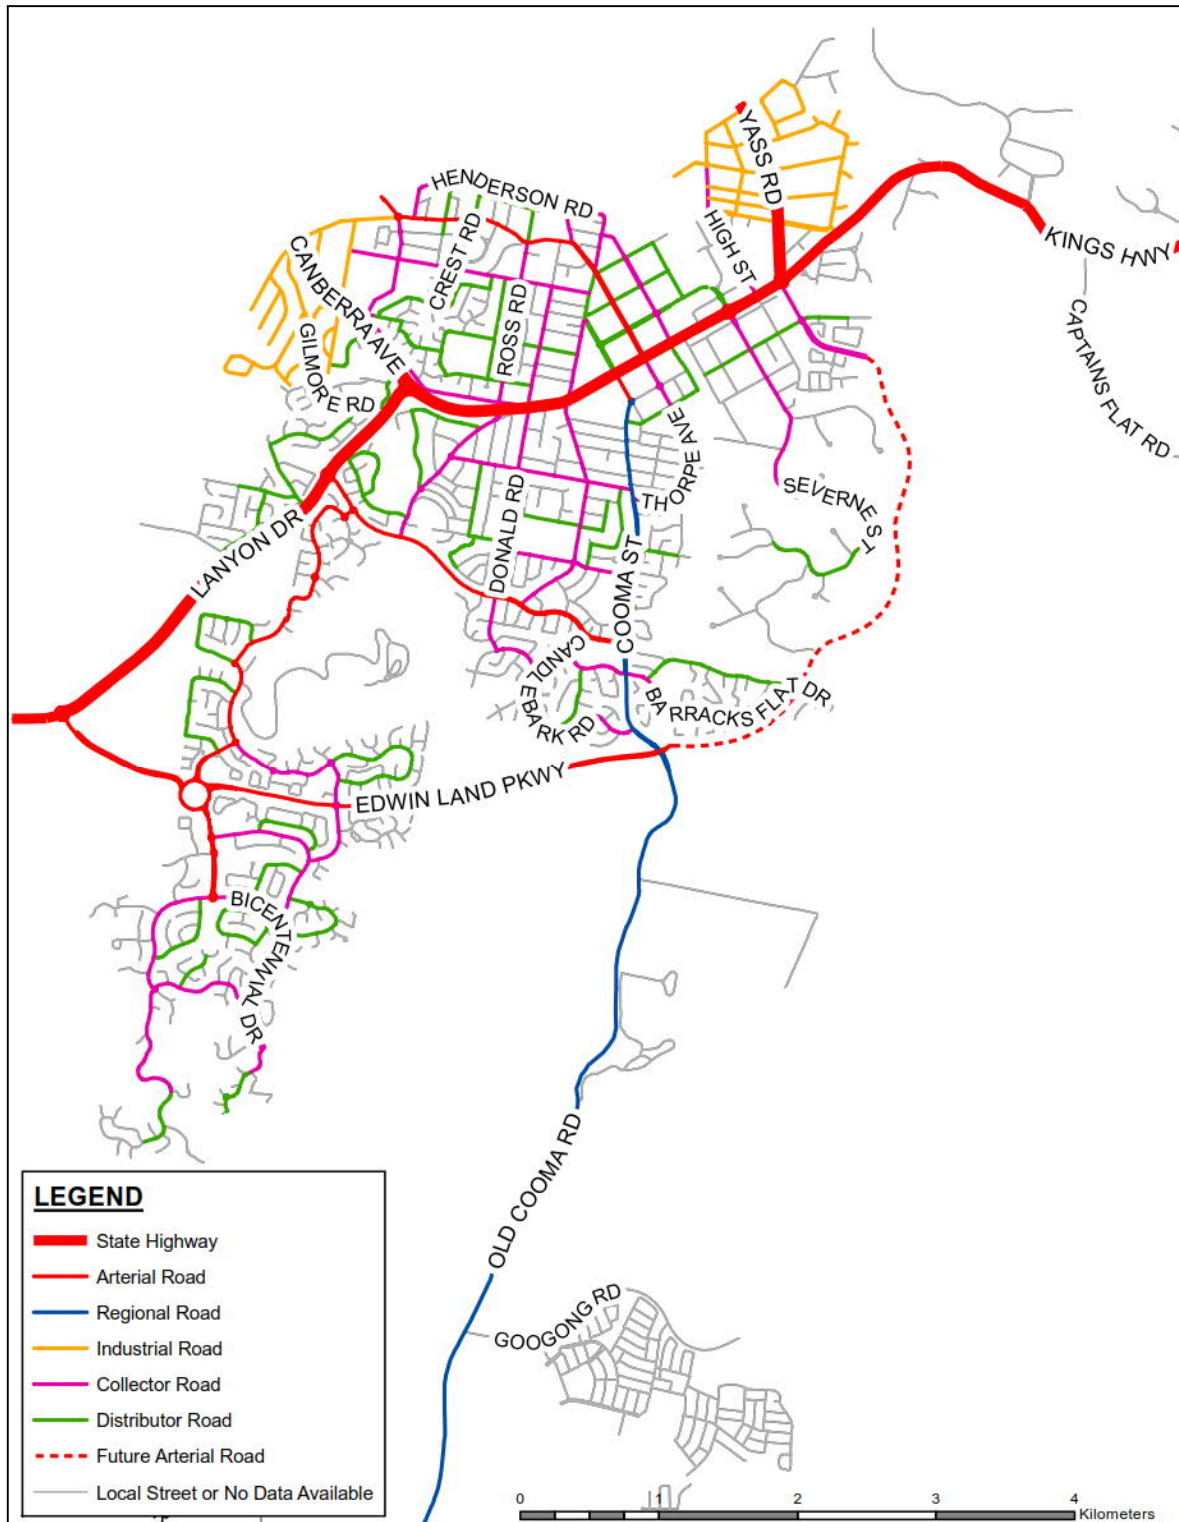 YASS RD
HENDERSON RD
CREST RD
HIGH ST
KINGS HWY
CANBERRA AVE
ROSS RD
GILMORE RD
CAPTAINS FLAT RD
THORPE AVE
DONALD RD
SEVERNE ST
LANYON DR
COOMA ST
CANDLEBARK RD
BARRACKS FLAT DR
EDWIN LAND PKWY
BICENTENNIAL DR
OLD COOMA RD
GOOGONG RD
LEGEND
State Highway
Arterial Road
Regional Road
Industrial Road
Collector Road
Distributor Road
Future Arterial Road
Local Street or No Data Available
0 1 2 3 4
Kilometers